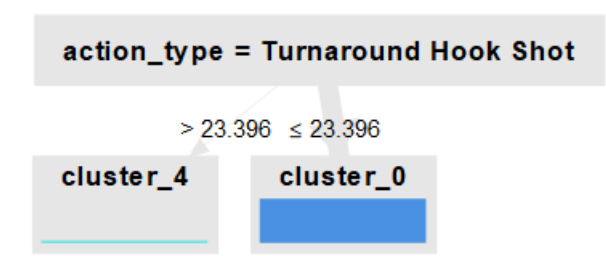 action_type = Turnaround Hook Shot
> 23.396 ≤ 23.396
cluster_4 cluster_0